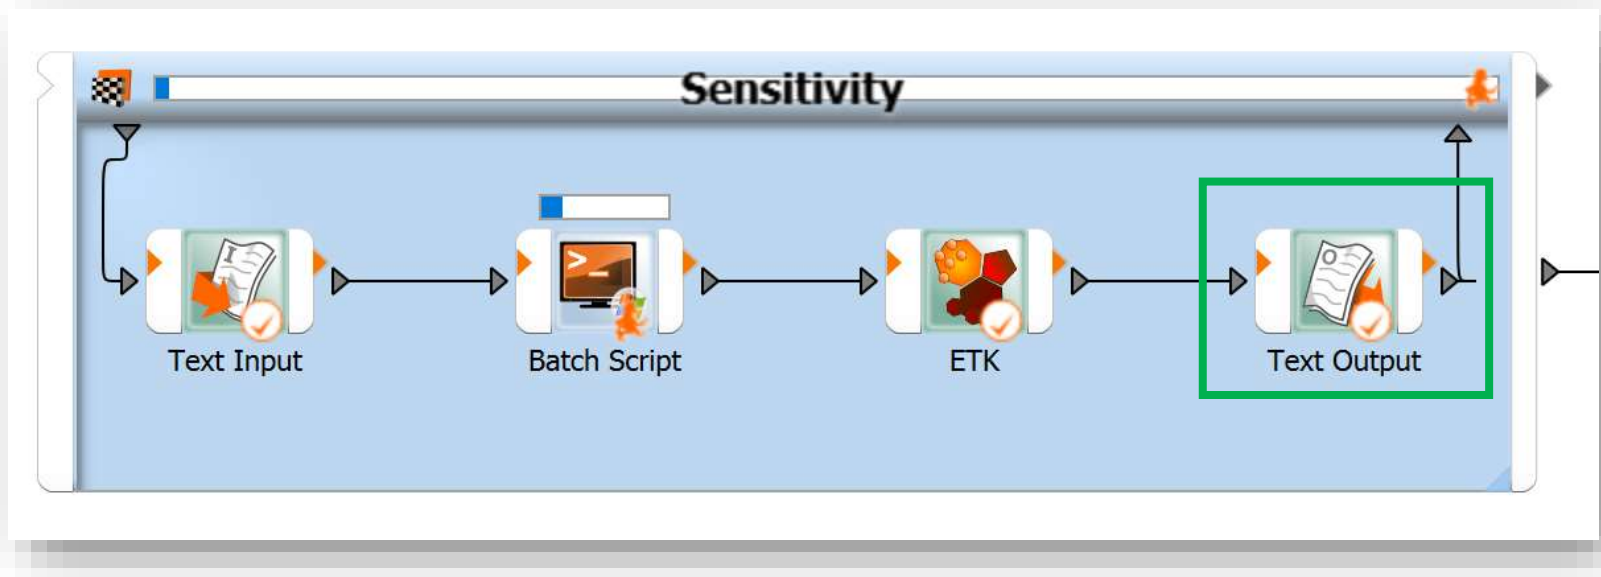 Sensitivity
Text Input
Batch Script
ETK
Text Output